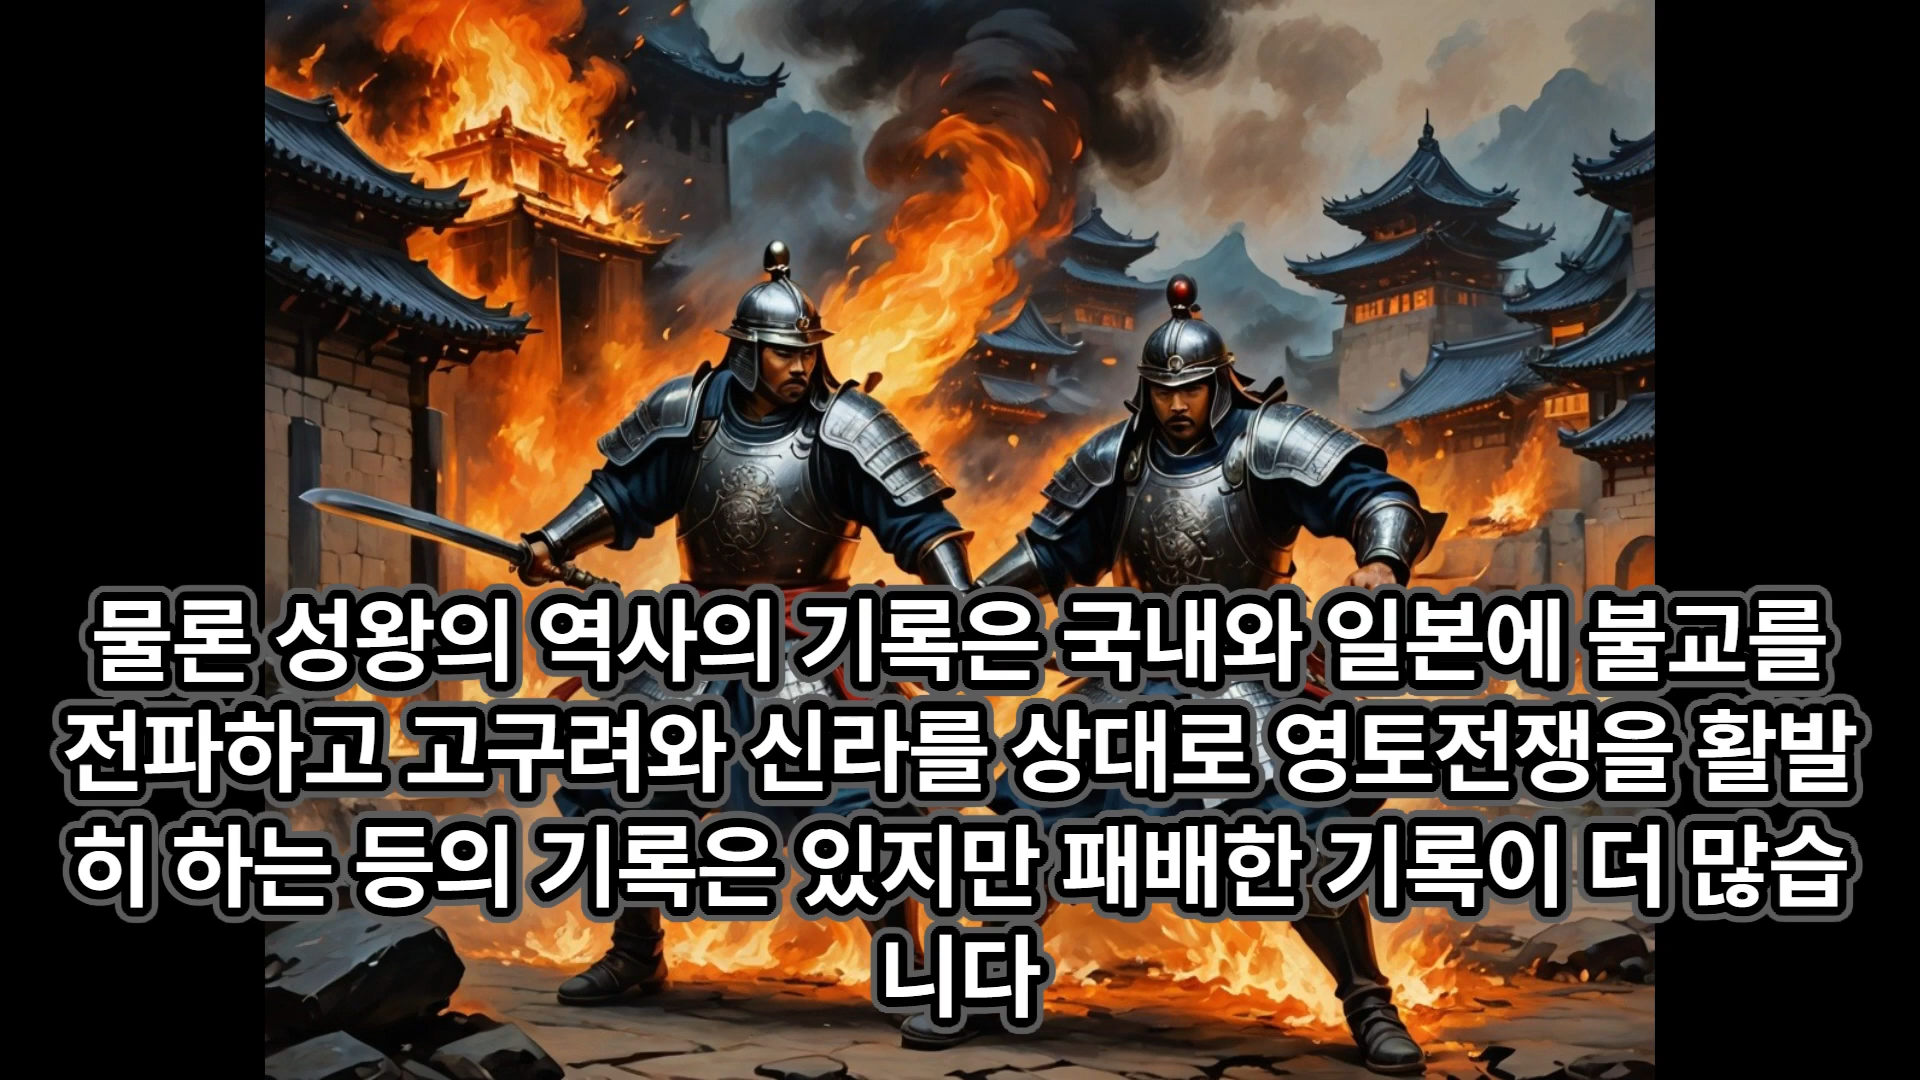 물론 성왕의 역사의 기록은 국내와 일본에 불교를
전파하고 고구려와 신라를 상대로 영토전쟁을 활발
히 하는 등의 기록은 있지만 패배한 기록이 더 많습
니다